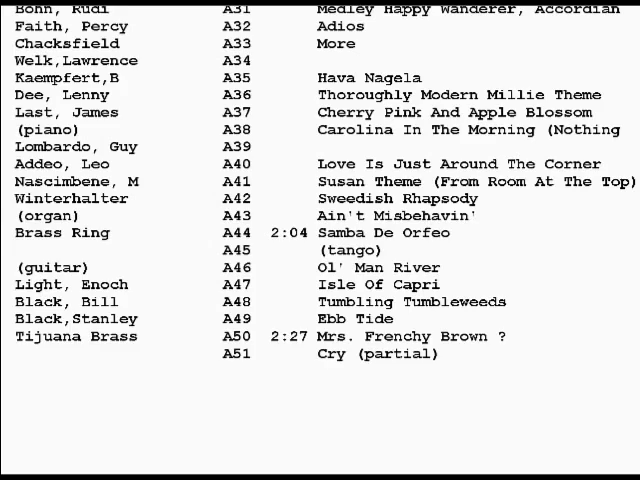 Bohn, Rudi A31 Medley Happy Wanderer, Accordian
Faith, Percy A32 Adios
Chacksfield A33 More
Welk,Lawrence A34
Kaempfert,B A35 Hava Nagela
Dee, Lenny A36 Thoroughly Modern Millie Theme
Last, James A37 Cherry Pink And Apple Blossom
(piano) A38 Carolina In The Morning (Nothing
Lombardo, Guy A39
Addeo, Leo A40 Love Is Just Around The Corner
Nascimbene, M A41 Susan Theme (From Room At The Top)
Winterhalter A42 Sweedish Rhapsody
(organ) A43 Ain't Misbehavin'
Brass Ring A44 2:04 Samba De Orfeo
A45 (tango)
(guitar) A46 Ol' Man River
Light, Enoch A47 Isle Of Capri
Black, Bill A48 Tumbling Tumbleweeds
Black,Stanley A49 Ebb Tide
Tijuana Brass A50 2:27 Mrs. Frenchy Brown ?
A51 Cry (partial)